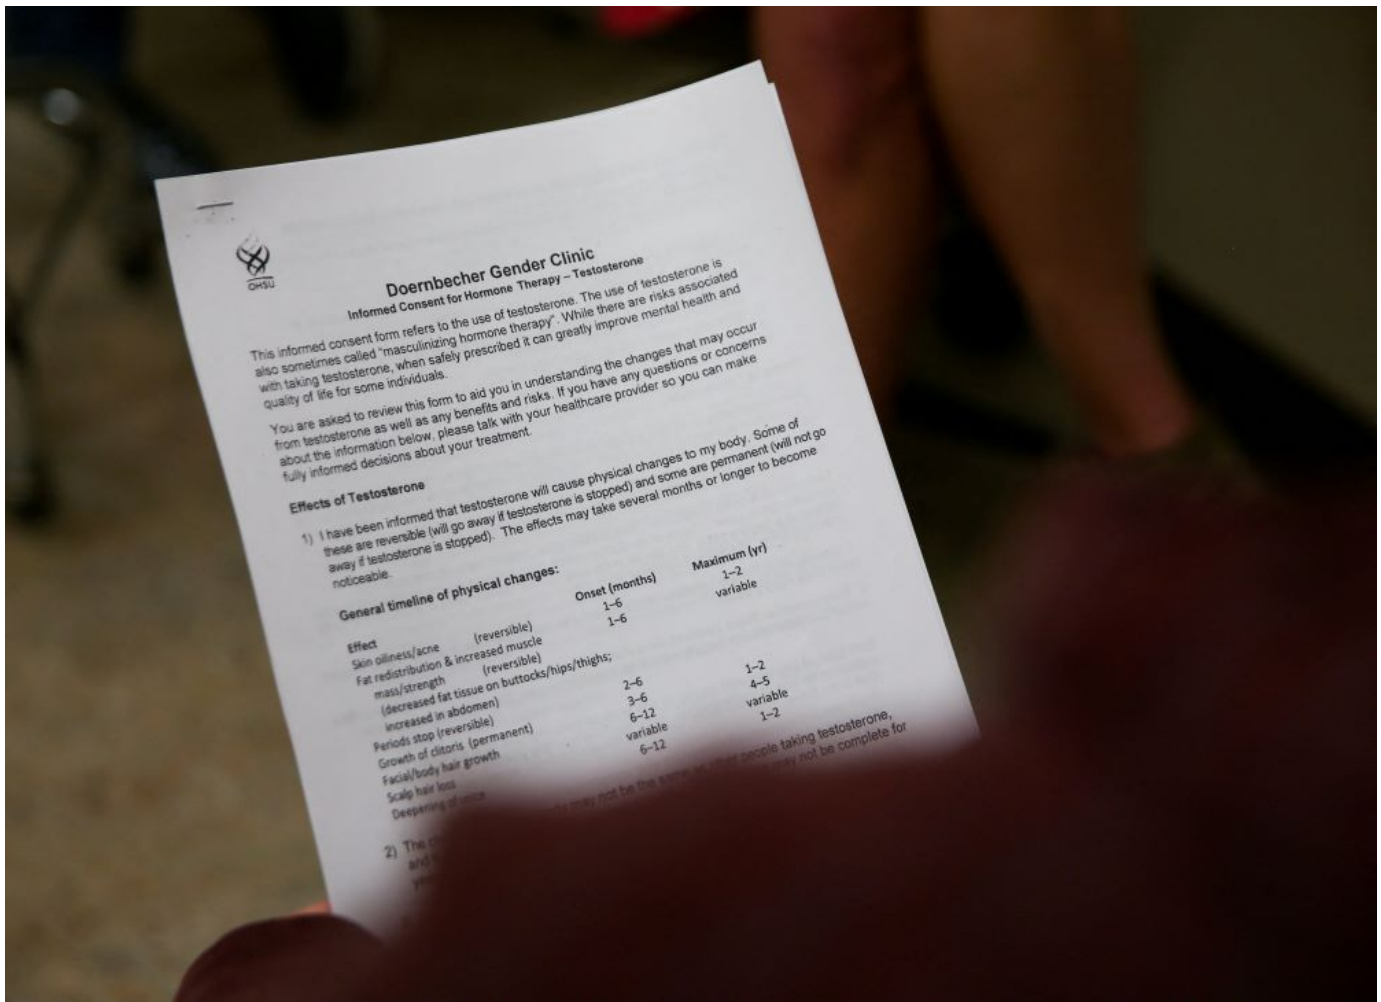 OHSU
Doernbecher Gender Clinic
Informed Consent for Hormone Therapy – Testosterone
This informed consent form refers to the use of testosterone. The use of testosterone is
also sometimes called "masculinizing hormone therapy". While there are risks associated
with taking testosterone, when safely prescribed it can greatly improve mental health and
quality of life for some individuals.
You are asked to review this form to aid you in understanding the changes that may occur
from testosterone as well as any benefits and risks. If you have any questions or concerns
about the information below, please talk with your healthcare provider so you can make
fully informed decisions about your treatment.
Effects of Testosterone
1) I have been informed that testosterone will cause physical changes to my body. Some of
these are reversible (will go away if testosterone is stopped) and some are permanent (will not go
away if testosterone is stopped). The effects may take several months or longer to become
noticeable.
General timeline of physical changes:
Effect Onset (months) Maximum (yr)
Skin oiliness/acne (reversible) 1–6 1–2
Fat redistribution & increased muscle 1–6 variable
mass/strength (reversible)
(decreased fat tissue on buttocks/hips/thighs;
increased in abdomen)
Periods stop (reversible) 2–6
Growth of clitoris (permanent) 3–6 1–2
Facial/body hair growth 6–12 4–5
Scalp hair loss variable variable
Deepening of voice 6–12 1–2
2) The
may not be the same as other people taking testosterone,
and may not be complete for